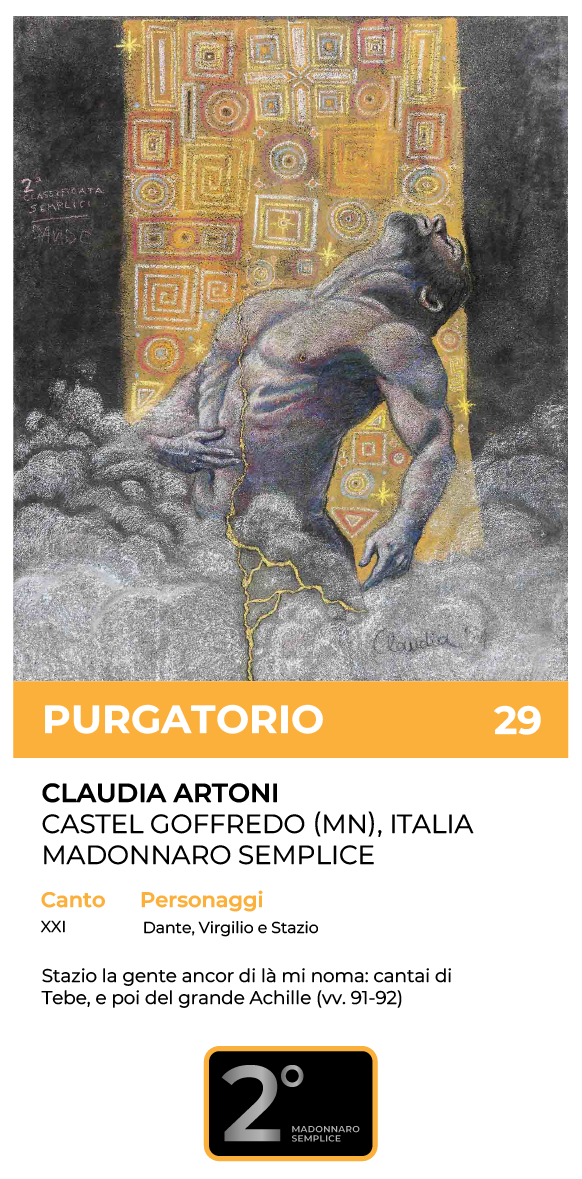 2ª
CLASSIFICATA
SEMPLICI
Claudia
PURGATORIO 29
CLAUDIA ARTONI
CASTEL GOFFREDO (MN), ITALIA
MADONNARO SEMPLICE
Canto Personaggi
XXI Dante, Virgilio e Stazio
Stazio la gente ancor di là mi noma: cantai di
Tebe, e poi del grande Achille (vv. 91-92)
2°
MADONNARO
SEMPLICE